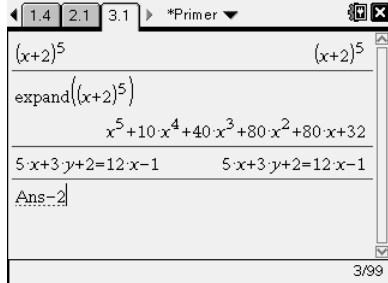 1.4 2.1 3.1 *Primer
(x+2)^5 (x+2)^5
expand((x+2)^5)
x^5+10·x^4+40·x^3+80·x^2+80·x+32
5·x+3·y+2=12·x−1 5·x+3·y+2=12·x−1
Ans−2
3/99